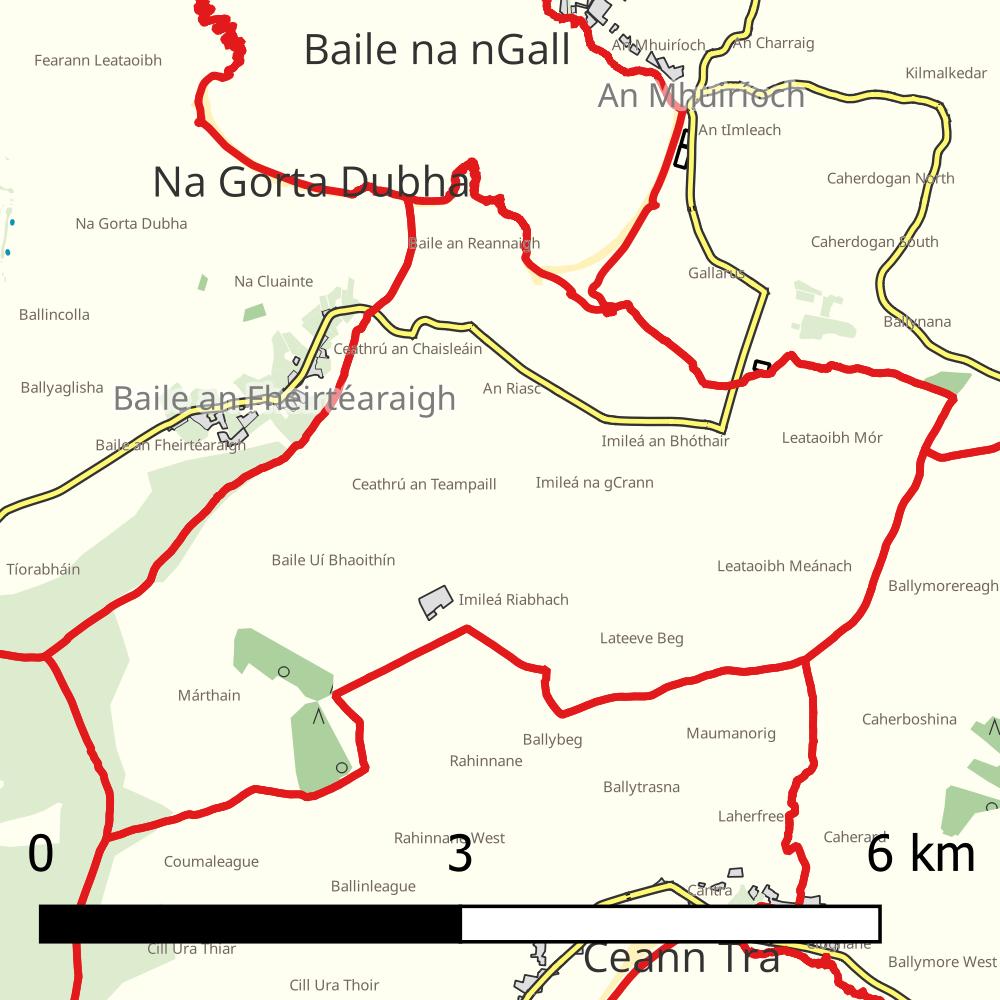 Baile na nGall
An Mhuiríoch
An Charraig
Fearann Leataoibh
Kilmalkedar
An Mhuiríoch
An tImleach
Na Gorta Dubha
Caherdogan North
Na Gorta Dubha
Baile an Reannaigh
Caherdogan South
Gallarus
Na Cluainte
Ballincolla
Ballynana
Ceathrú an Chaisleáin
Ballyaglisha
An Riasc
Baile an Fheirtéaraigh
Baile an Fheirtéaraigh
Imileá an Bhóthair
Leataoibh Mór
Ceathrú an Teampaill
Imileá na gCrann
Baile Uí Bhaoithín
Tíorabháin
Leataoibh Meánach
Ballymorereagh
Imileá Riabhach
Lateeve Beg
Márthain
Caherboshina
Ballybeg
Maumanorig
Rahinnane
Ballytrasna
Laherfree
Rahinnane West
Caherard
0 3 6 km
Coumaleague
Ballinleague
Cantra
Cill Ura Thiar
Ceann Trá
Cloghane
Ballymore West
Cill Ura Thoir